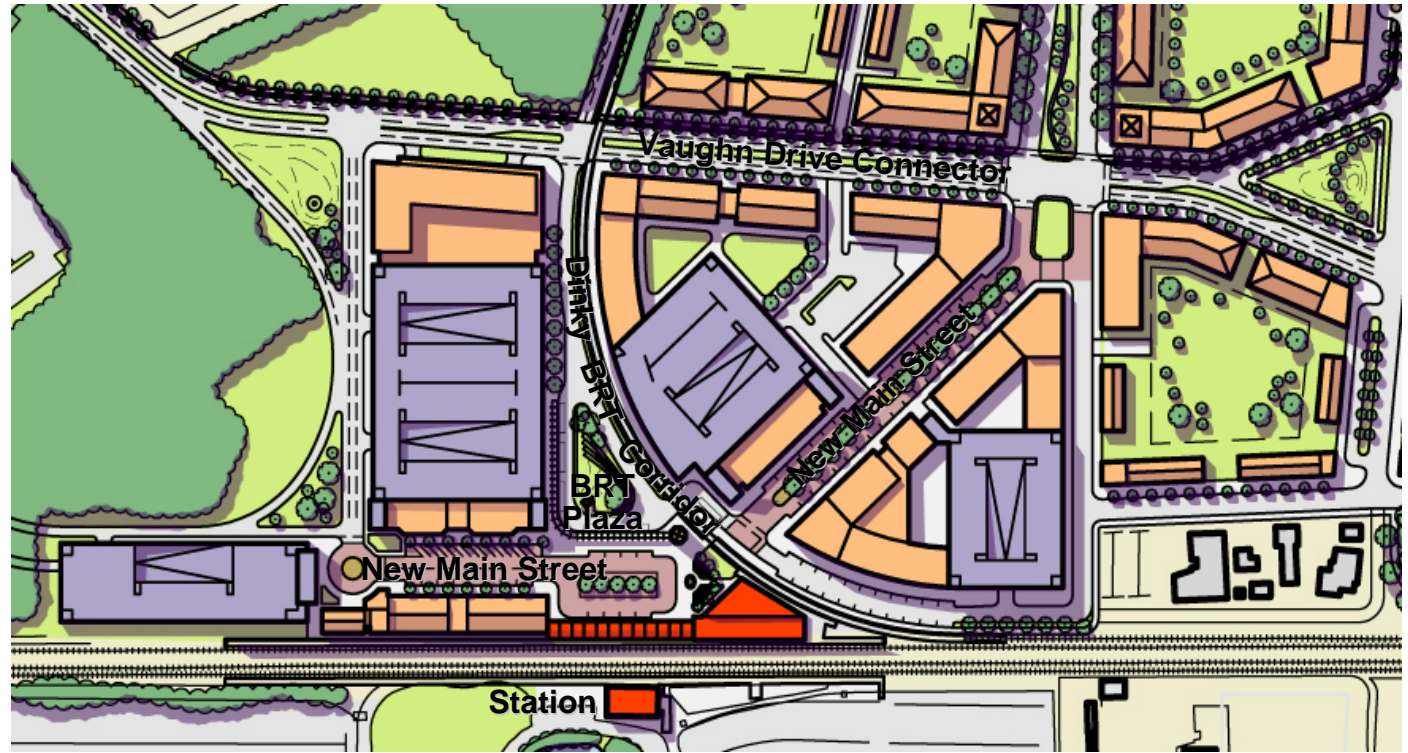 Vaughn Drive Connector
Dinky BRT Corridor
New Main Street
BRT
Plaza
New Main Street
Station